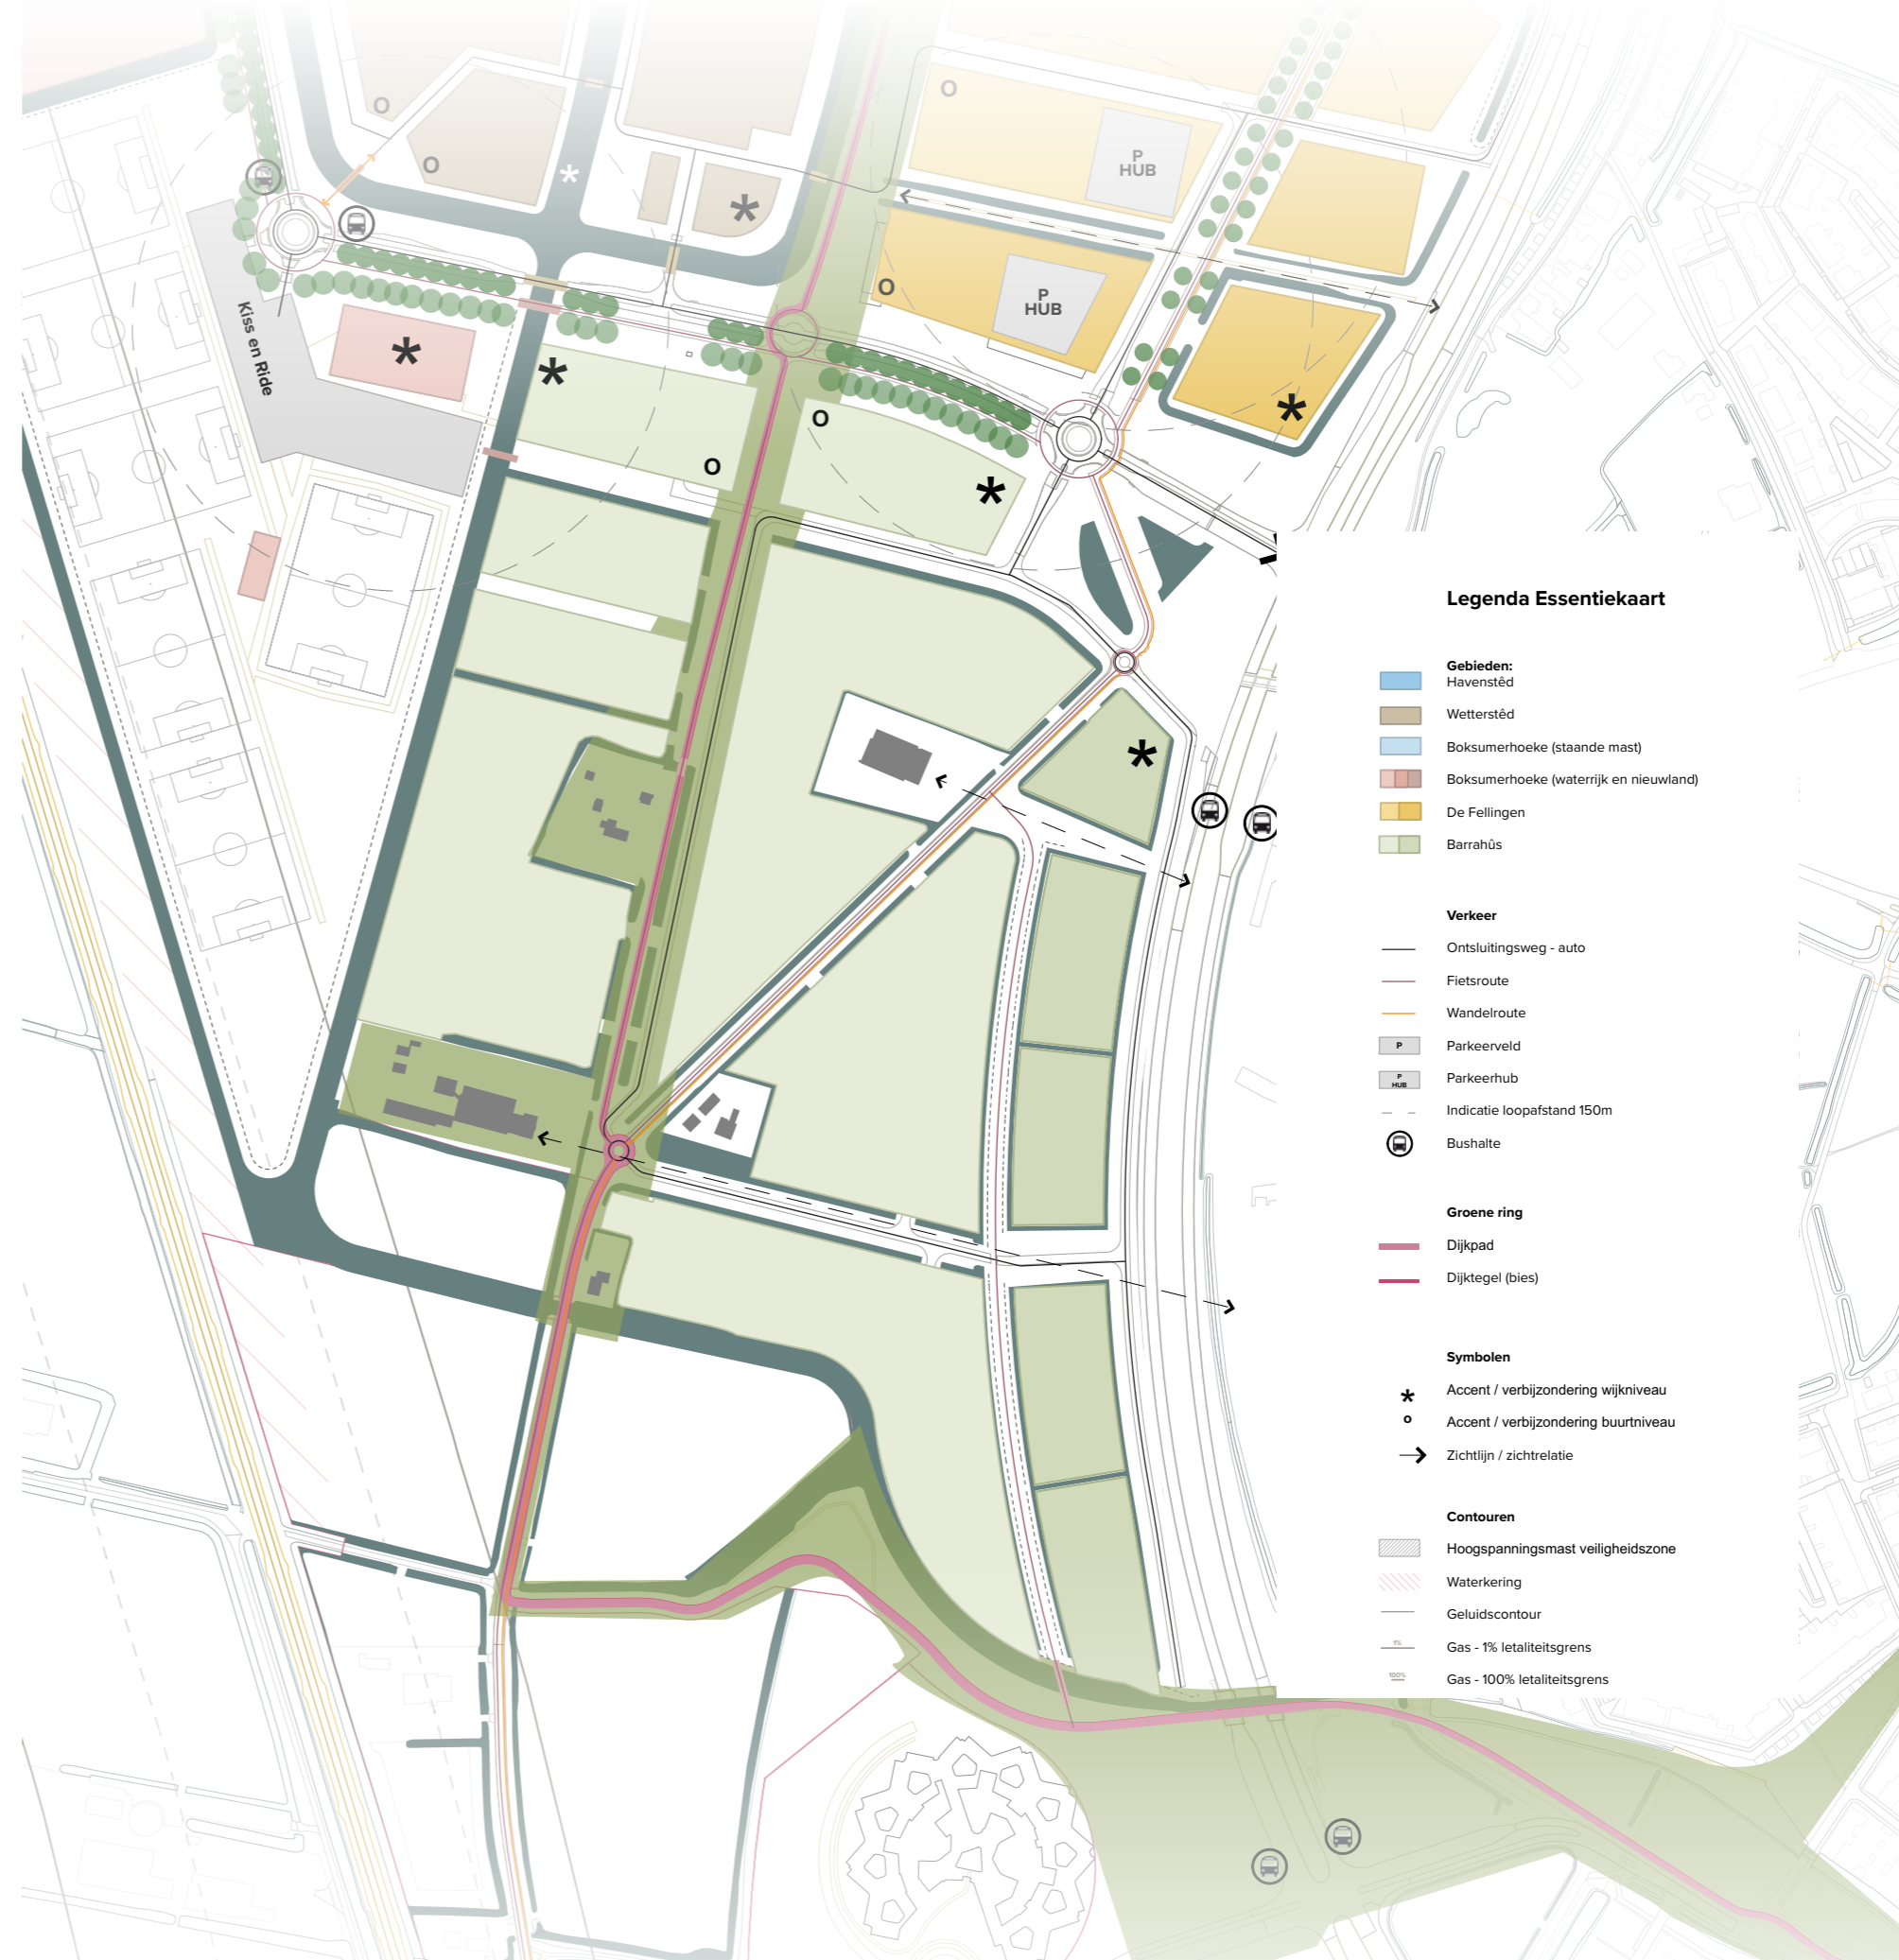 P
HUB
P
HUB
Kiss en Ride
Legenda Essentiekaart
Gebieden:
Havenstêd
Wetterstêd
Boksumerhoeke (staande mast)
Boksumerhoeke (waterrijk en nieuwland)
De Fellingen
Barrahûs
Verkeer
Ontsluitingsweg - auto
Fietsroute
Wandelroute
P
Parkeerveld
P
HUB
Parkeerhub
Indicatie loopafstand 150m
Bushalte
Groene ring
Dijkpad
Dijktegel (bies)
Symbolen
* Accent / verbijzondering wijkniveau
o Accent / verbijzondering buurtniveau
Zichtlijn / zichtrelatie
Contouren
Hoogspanningsmast veiligheidszone
Waterkering
Geluidscontour
1%
Gas - 1% letaliteitsgrens
100%
Gas - 100% letaliteitsgrens